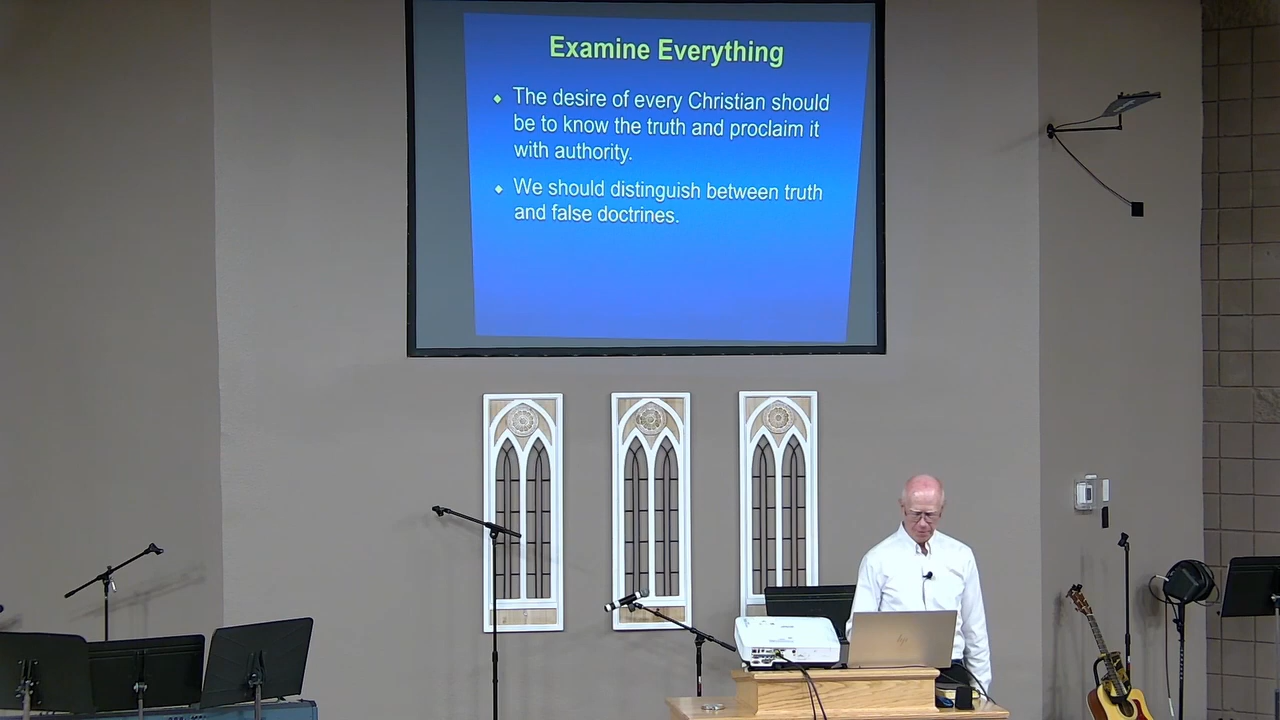 Examine Everything
The desire of every Christian should
be to know the truth and proclaim it
with authority.
We should distinguish between truth
and false doctrines.
hp